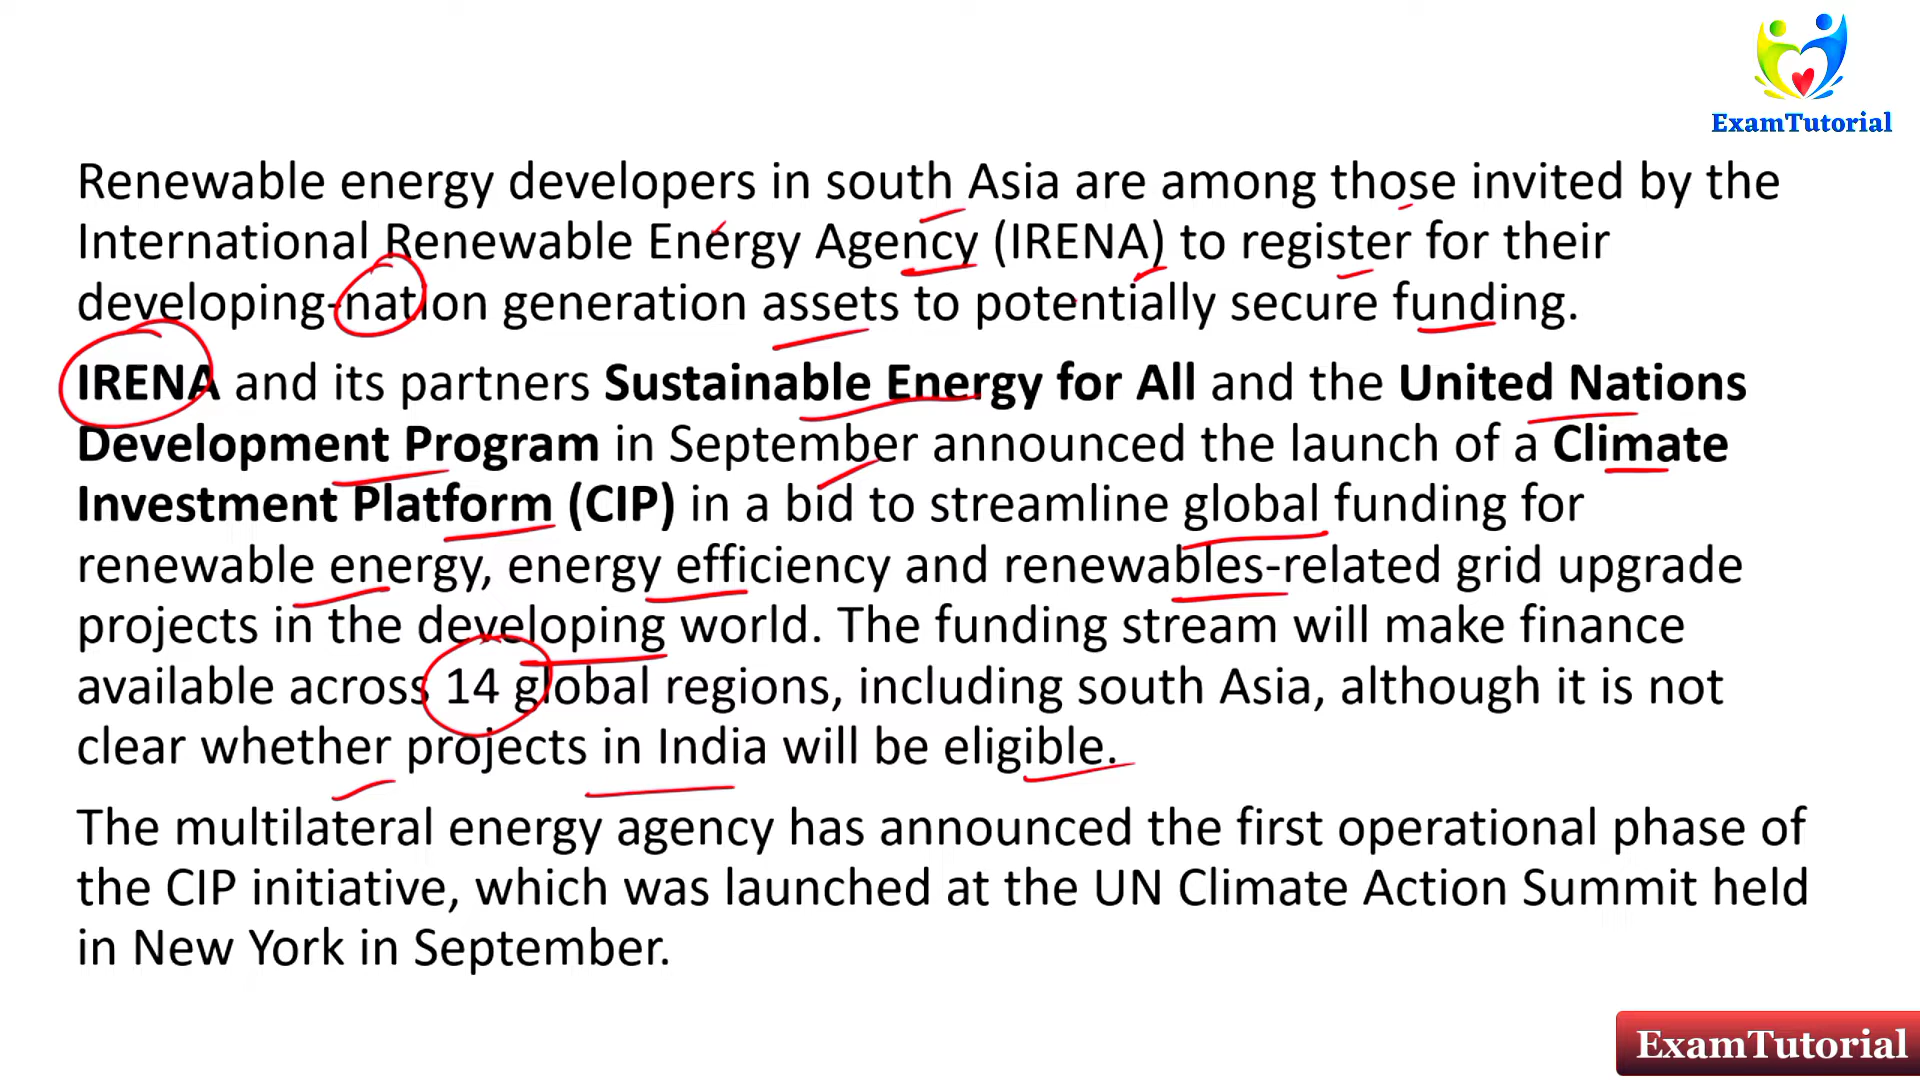 ExamTutorial
Renewable energy developers in south Asia are among those invited by the
International Renewable Energy Agency (IRENA) to register for their
developing-nation generation assets to potentially secure funding.
IRENA and its partners Sustainable Energy for All and the United Nations
Development Program in September announced the launch of a Climate
Investment Platform (CIP) in a bid to streamline global funding for
renewable energy, energy efficiency and renewables-related grid upgrade
projects in the developing world. The funding stream will make finance
available across 14 global regions, including south Asia, although it is not
clear whether projects in India will be eligible.
The multilateral energy agency has announced the first operational phase of
the CIP initiative, which was launched at the UN Climate Action Summit held
in New York in September.
ExamTutorial